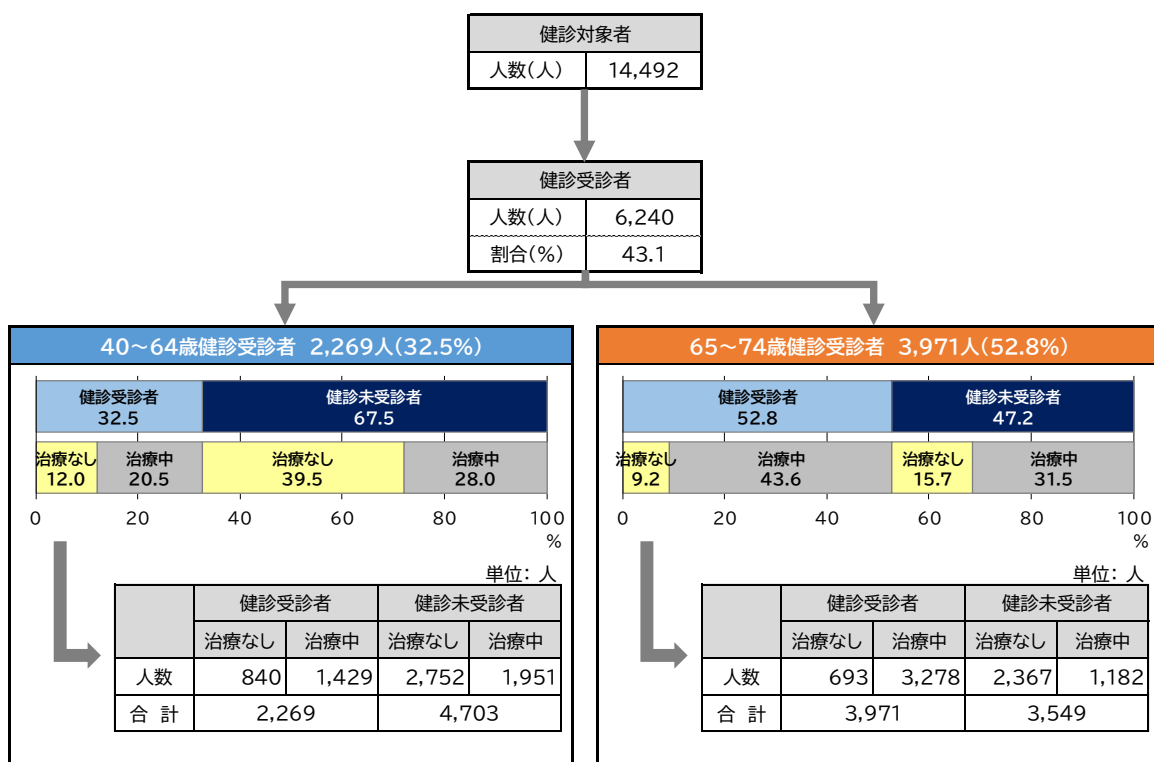 健診対象者
人数(人) 14,492
健診受診者
人数(人) 6,240
割合(%) 43.1
40～64歳健診受診者 2,269人(32.5%)
健診受診者 健診未受診者
32.5 67.5
治療なし 治療中 治療なし 治療中
12.0 20.5 39.5 28.0
0 20 40 60 80 100
%
単位: 人
健診受診者 健診未受診者
治療なし 治療中 治療なし 治療中
人数 840 1,429 2,752 1,951
合 計 2,269 4,703
65～74歳健診受診者 3,971人(52.8%)
健診受診者 健診未受診者
52.8 47.2
治療なし 治療中 治療なし 治療中
9.2 43.6 15.7 31.5
0 20 40 60 80 100
%
単位: 人
健診受診者 健診未受診者
治療なし 治療中 治療なし 治療中
人数 693 3,278 2,367 1,182
合 計 3,971 3,549